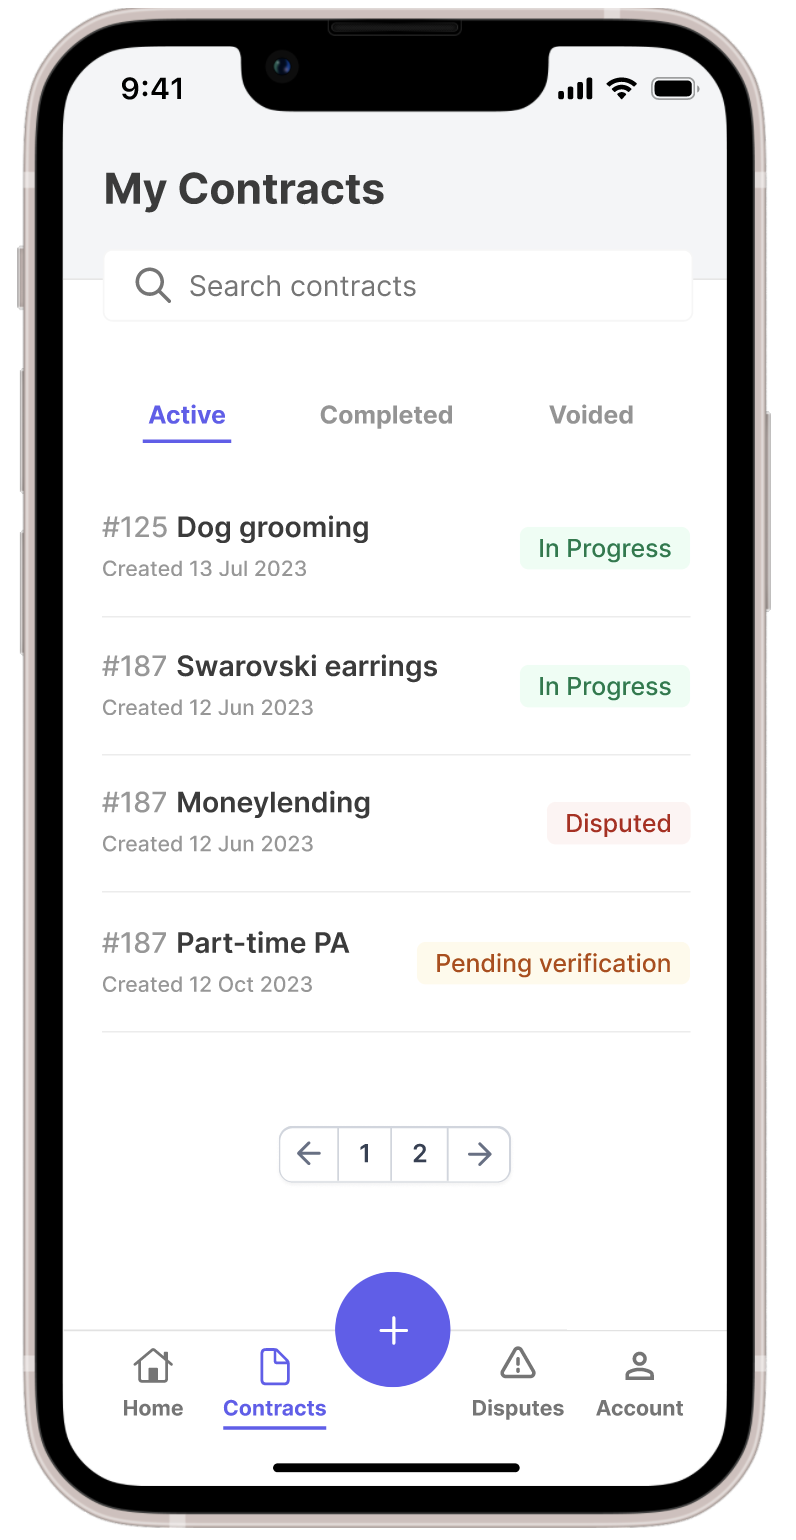 9:41
My Contracts
Search contracts
Active Completed Voided
#125 Dog grooming
In Progress
Created 13 Jul 2023
#187 Swarovski earrings
In Progress
Created 12 Jun 2023
#187 Moneylending
Disputed
Created 12 Jun 2023
#187 Part-time PA
Pending verification
Created 12 Oct 2023
1 2
Home Contracts Disputes Account